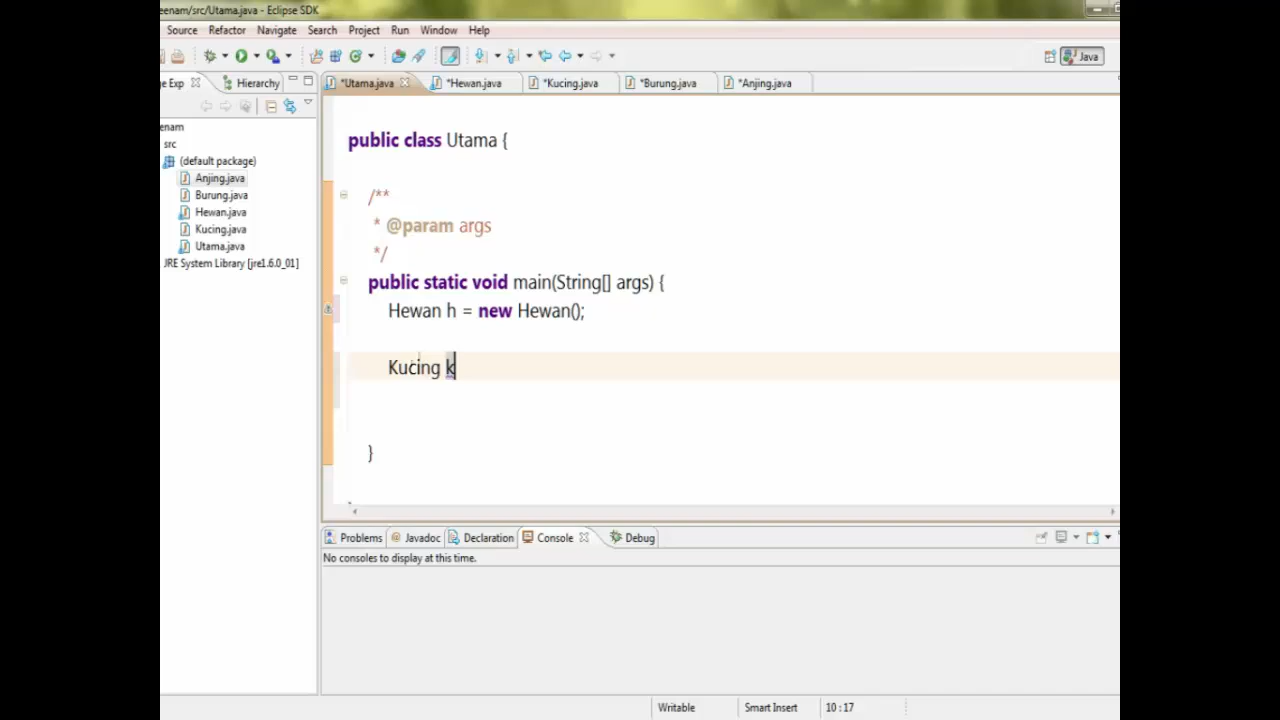 eenam/src/Utama.java - Eclipse SDK
Source Refactor Navigate Search Project Run Window Help
Java
ge Exp Hierarchy
*Utama.java *Hewan.java *Kucing.java *Burung.java *Anjing.java
enam
src
(default package)
Anjing.java
Burung.java
Hewan.java
Kucing.java
Utama.java
JRE System Library [jre1.6.0_01]
public class Utama {
/**
* @param args
*/
public static void main(String[] args) {
Hewan h = new Hewan();
Kucing k
}
Problems @ Javadoc Declaration Console Debug
No consoles to display at this time.
Writable Smart Insert 10 : 17